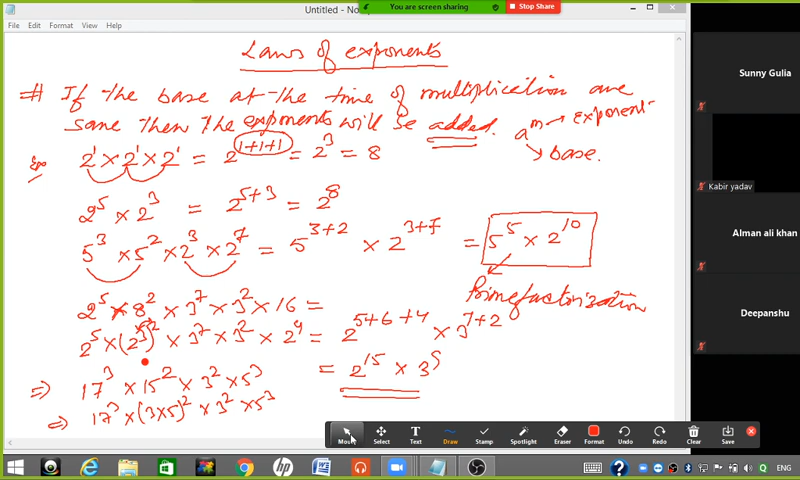 Untitled - No
You are screen sharing
Stop Share
File Edit Format View Help
Laws of exponents
# If the base at the time of multiplication are
same then the exponents will be added.
a^m → exponent
→ base.
Exp 2^1 × 2^1 × 2^1 = 2^(1+1+1) = 2^3 = 8
2^5 × 2^3 = 2^(5+3) = 2^8
5^3 × 5^2 × 2^3 × 2^7 = 5^(3+2) × 2^(3+7) = 5^5 × 2^10
Prime factorization
2^5 × 8^2 × 3^7 × 3^2 × 16 =
2^5 × (2^3)^2 × 3^7 × 3^2 × 2^4 = 2^(5+6+4) × 3^(7+2)
= 2^15 × 3^9
⇒ 17^3 × 15^2 × 3^2 × 5^3
⇒ 17^3 × (3×5)^2 × 3^2 × 5^3
Sunny Gulia
Kabir yadav
Alman ali khan
Deepanshu
Mouse Select Text Draw Stamp Spotlight Eraser Format Undo Redo Clear Save
hp
ENG